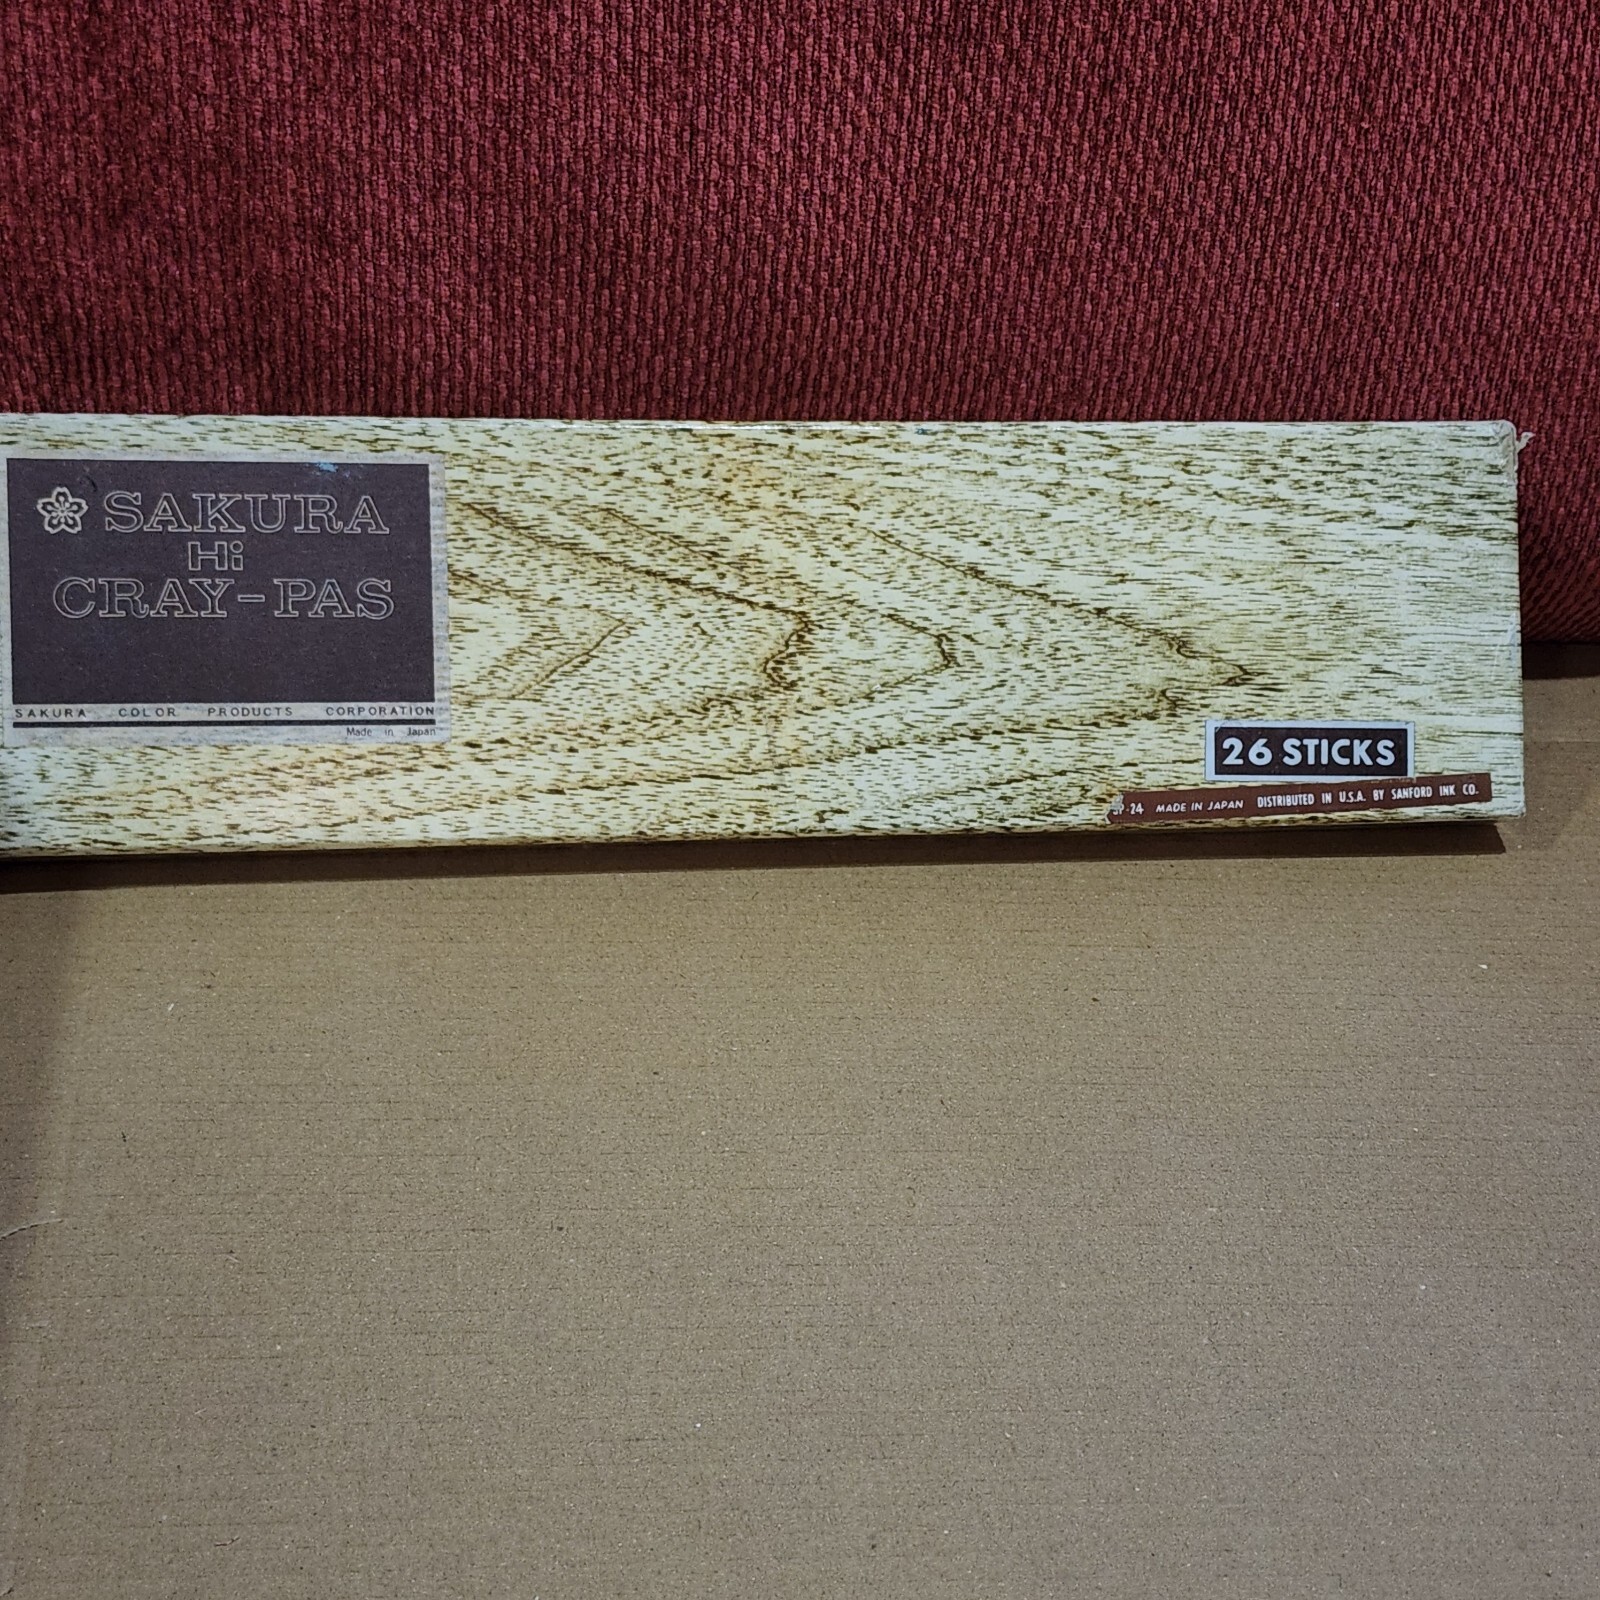 SAKURA
Hi
CRAY-PAS
SAKURA COLOR PRODUCTS CORPORATION
Made in Japan
26 STICKS
MADE IN JAPAN DISTRIBUTED IN U.S.A. BY SANFORD INK CO.